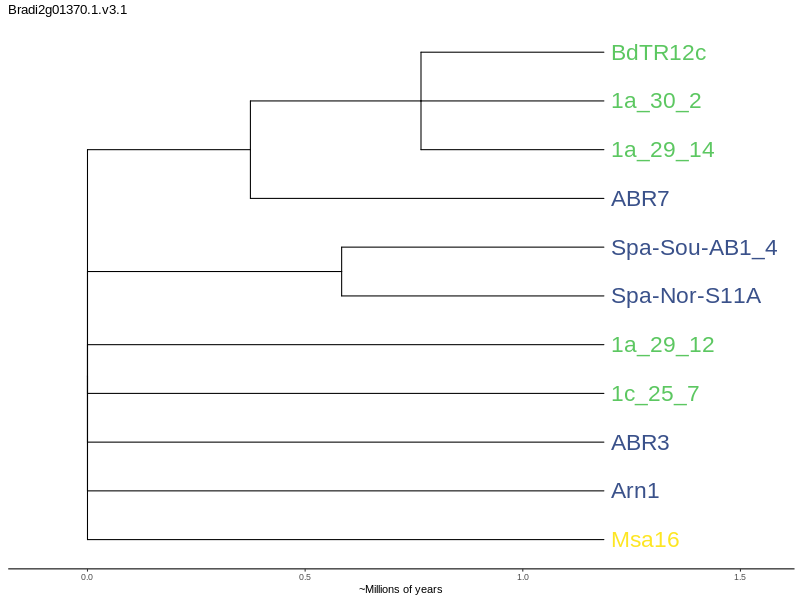 Bradi2g01370.1.v3.1
BdTR12c
1a_30_2
1a_29_14
ABR7
Spa-Sou-AB1_4
Spa-Nor-S11A
1a_29_12
1c_25_7
ABR3
Arn1
Msa16
0.0 0.5 1.0 1.5
~Millions of years